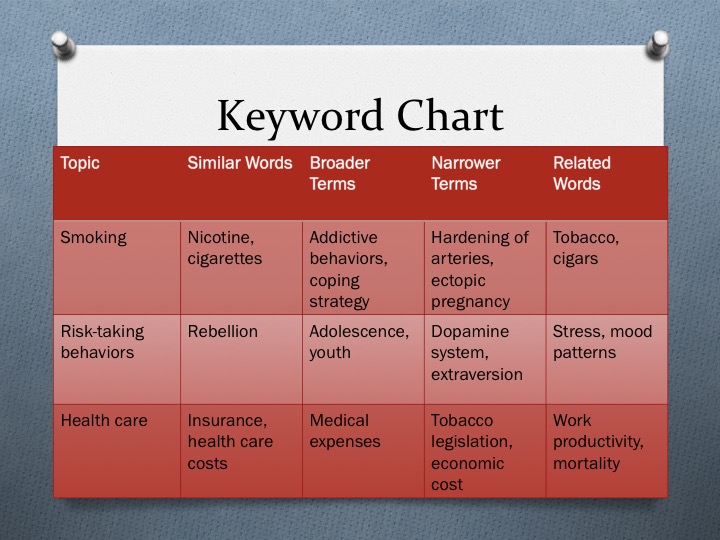 Keyword Chart
Topic
Similar Words
Broader
Terms
Narrower
Terms
Related
Words
Smoking
Nicotine,
cigarettes
Addictive
behaviors,
coping
strategy
Hardening of
arteries,
ectopic
pregnancy
Tobacco,
cigars
Risk-taking
behaviors
Rebellion
Adolescence,
youth
Dopamine
system,
extraversion
Stress, mood
patterns
Health care
Insurance,
health care
costs
Medical
expenses
Tobacco
legislation,
economic
cost
Work
productivity,
mortality